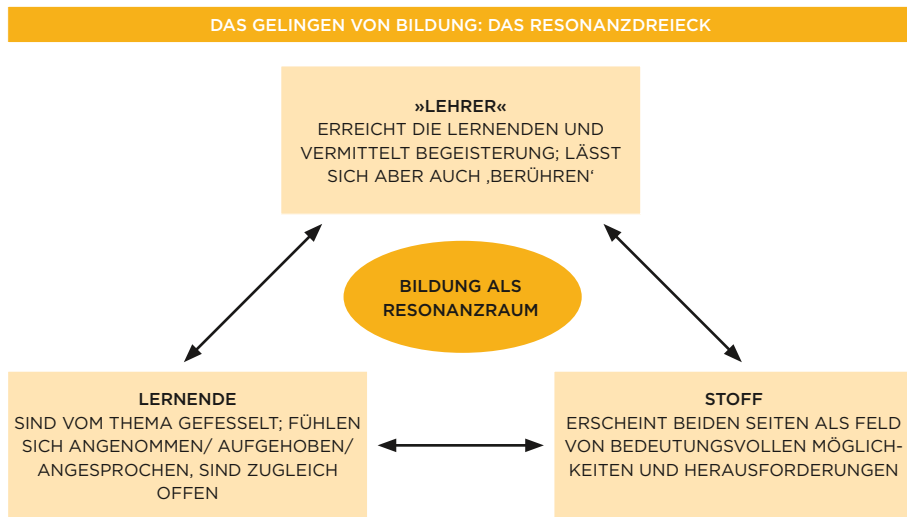 DAS GELINGEN VON BILDUNG: DAS RESONANZDREIECK
»LEHRER«
ERREICHT DIE LERNENDEN UND
VERMITTELT BEGEISTERUNG; LÄSST
SICH ABER AUCH ‚BERÜHREN‘
BILDUNG ALS
RESONANZRAUM
LERNENDE
SIND VOM THEMA GEFESSELT; FÜHLEN
SICH ANGENOMMEN/ AUFGEHOBEN/
ANGESPROCHEN, SIND ZUGLEICH
OFFEN
STOFF
ERSCHEINT BEIDEN SEITEN ALS FELD
VON BEDEUTUNGSVOLLEN MÖGLICH-
KEITEN UND HERAUSFORDERUNGEN